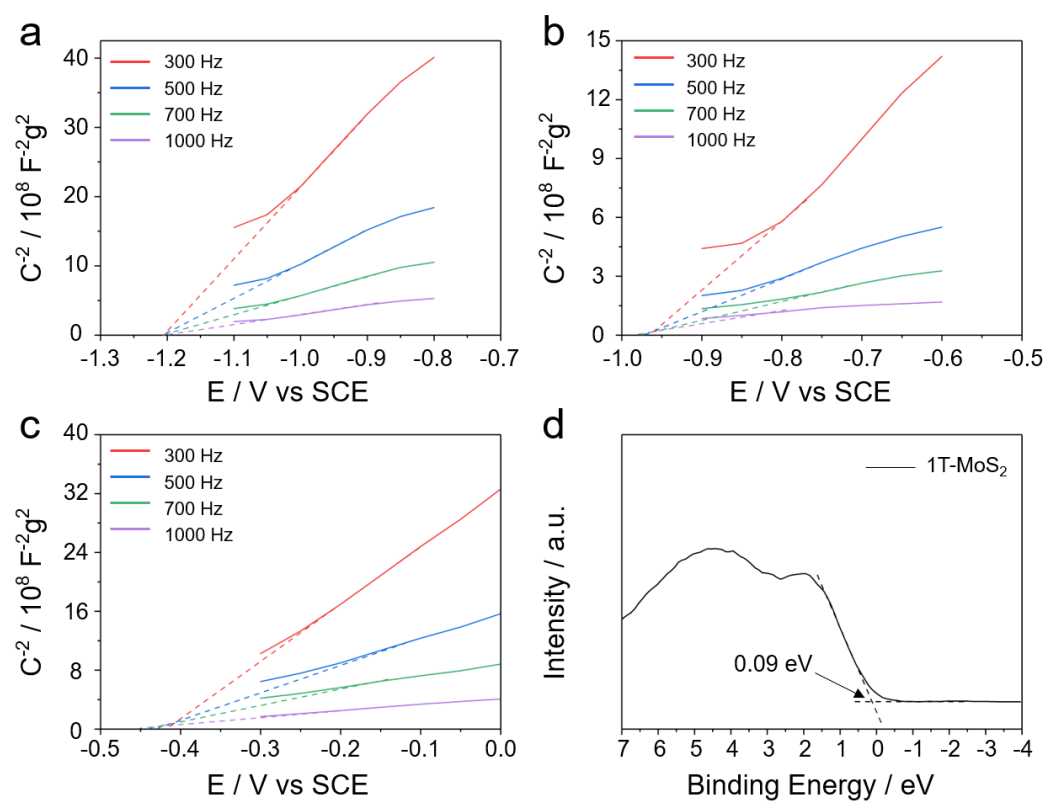 a
40
30
20
10
0
300 Hz
500 Hz
700 Hz
1000 Hz
C⁻² / 10⁸ F⁻²g²
-1.3 -1.2 -1.1 -1.0 -0.9 -0.8 -0.7
E / V vs SCE
b
15
12
9
6
3
0
300 Hz
500 Hz
700 Hz
1000 Hz
C⁻² / 10⁸ F⁻²g²
-1.0 -0.9 -0.8 -0.7 -0.6 -0.5
E / V vs SCE
c
40
32
24
16
8
0
300 Hz
500 Hz
700 Hz
1000 Hz
C⁻² / 10⁸ F⁻²g²
-0.5 -0.4 -0.3 -0.2 -0.1 0.0
E / V vs SCE
d
1T-MoS₂
Intensity / a.u.
0.09 eV
7 6 5 4 3 2 1 0 -1 -2 -3 -4
Binding Energy / eV